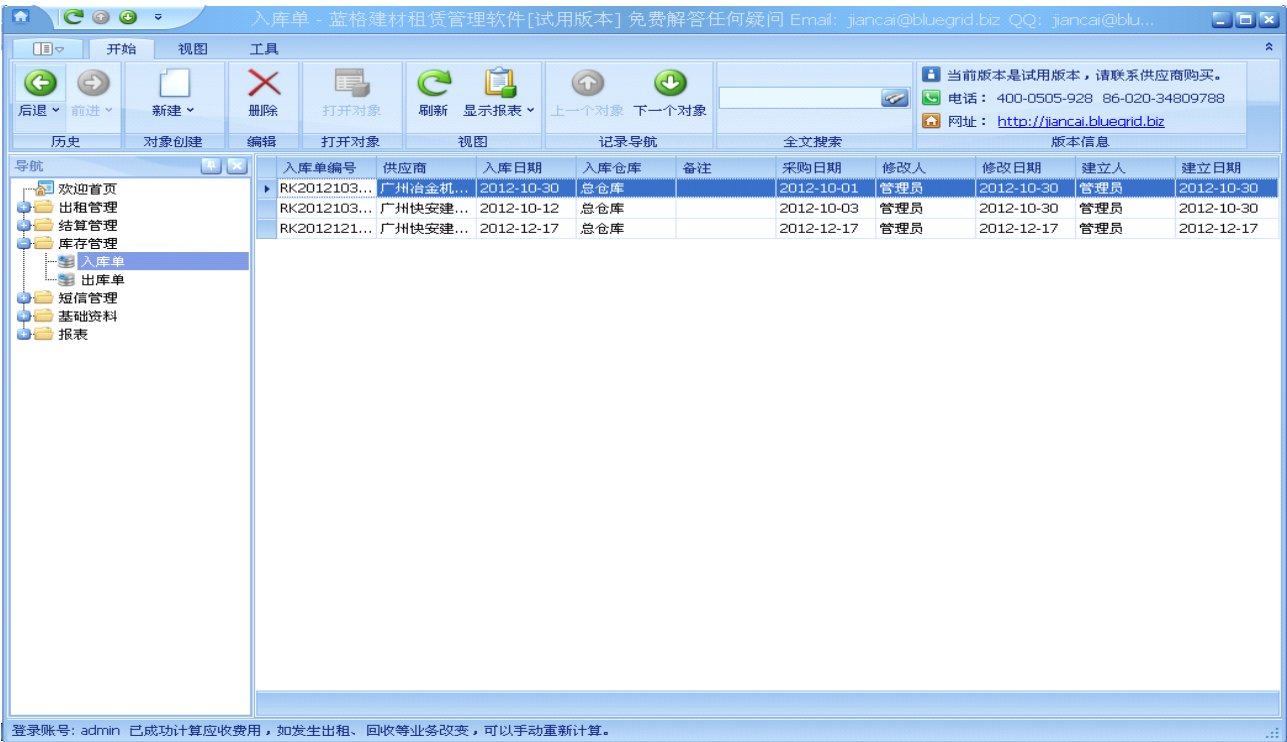 入库单 - 蓝格建材租赁管理软件[试用版本] 免费解答任何疑问 Email: jiancai@bluegrid.biz QQ: jiancai@blu...
开始 视图 工具
后退 前进 新建 删除 打开对象 刷新 显示报表 上一个对象 下一个对象
当前版本是试用版本，请联系供应商购买。
电话： 400-0505-928 86-020-34809788
网址： http://jiancai.bluegrid.biz
历史 对象创建 编辑 打开对象 视图 记录导航 全文搜索 版本信息
导航
欢迎首页
出租管理
结算管理
库存管理
入库单
出库单
短信管理
基础资料
报表
入库单编号 供应商 入库日期 入库仓库 备注 采购日期 修改人 修改日期 建立人 建立日期
RK2012103... 广州冶金机... 2012-10-30 总仓库 2012-10-01 管理员 2012-10-30 管理员 2012-10-30
RK2012103... 广州快安建... 2012-10-12 总仓库 2012-10-03 管理员 2012-10-30 管理员 2012-10-30
RK2012121... 广州快安建... 2012-12-17 总仓库 2012-12-17 管理员 2012-12-17 管理员 2012-12-17
登录账号: admin 已成功计算应收费用，如发生出租、回收等业务改变，可以手动重新计算。